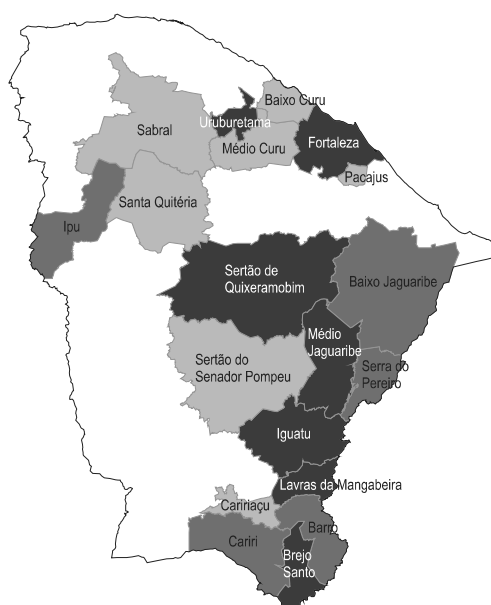 Baixo Curu
Uruburetama
Sabral
Médio Curu
Fortaleza
Pacajus
Santa Quitéria
Ipu
Sertão de
Quixeramobim
Baixo Jaguaribe
Médio
Jaguaribe
Sertão do
Senador Pompeu
Serra do
Pereiro
Iguatu
Lavras da Mangabeira
Caririaçu
Barro
Cariri
Brejo
Santo